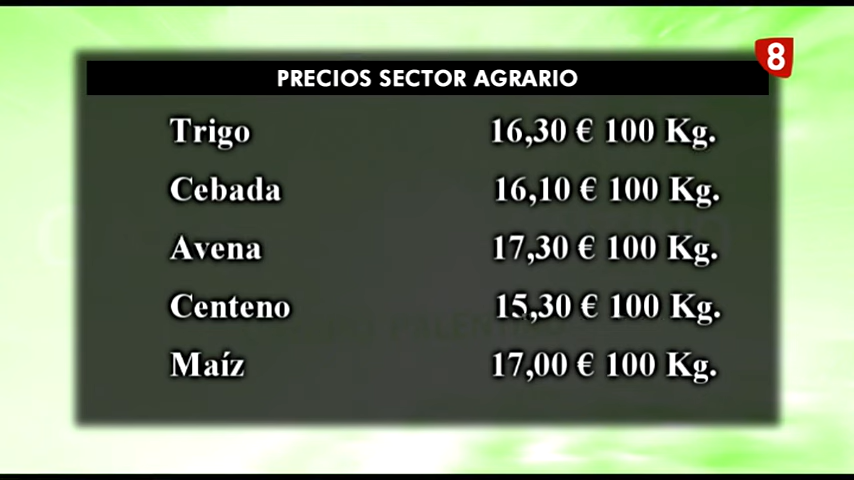 8
PRECIOS SECTOR AGRARIO
Trigo 16,30 € 100 Kg.
Cebada 16,10 € 100 Kg.
Avena 17,30 € 100 Kg.
Centeno 15,30 € 100 Kg.
Maíz 17,00 € 100 Kg.